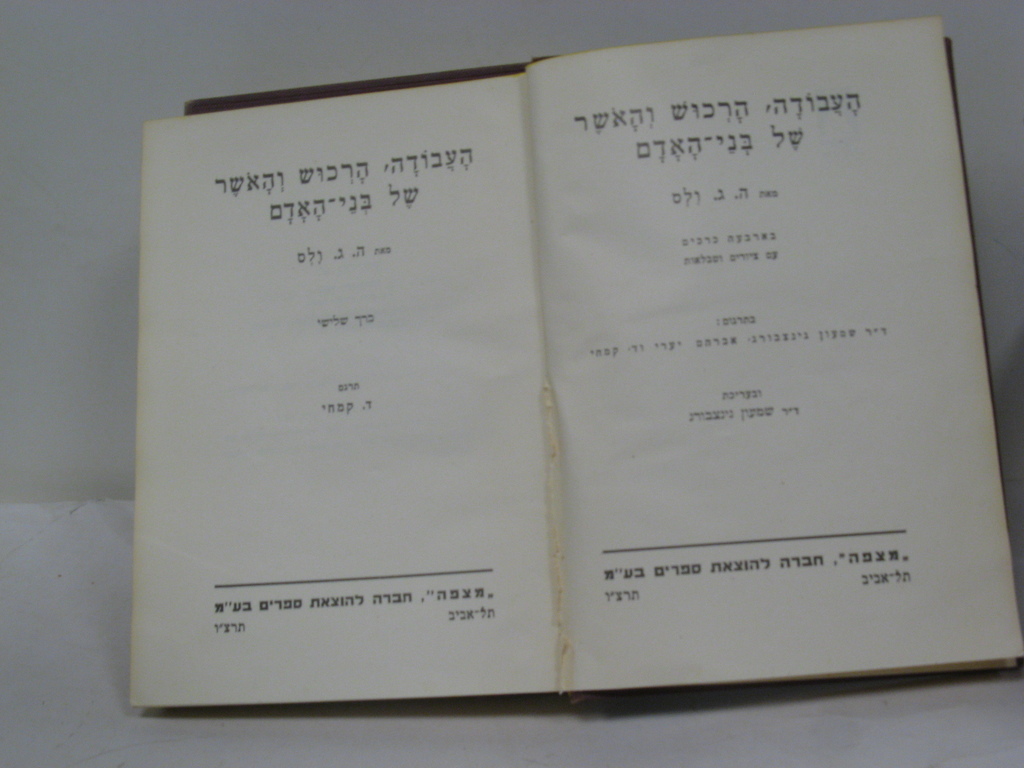 הָעֲבוֹדָה, הָרְכוּשׁ וְהָאֹשֶׁר
שֶׁל בְּנֵי־הָאָדָם
מאת ה. ג. וֶלְס
בארבעה כרכים
עם ציורים וטבלאות
בתרגום:
ד״ר שמעון גינצבורג, אברהם יערי וד. קמחי
ובעריכת
ד״ר שמעון גינצבורג
„מצפה", חברה להוצאת ספרים בע"מ
תל־אביב תרצ״ו
הָעֲבוֹדָה, הָרְכוּשׁ וְהָאֹשֶׁר
שֶׁל בְּנֵי־הָאָדָם
מאת ה. ג. וֶלְס
כרך שלישי
תרגם
ד. קמחי
„מצפה", חברה להוצאת ספרים בע"מ
תל־אביב תרצ״ו